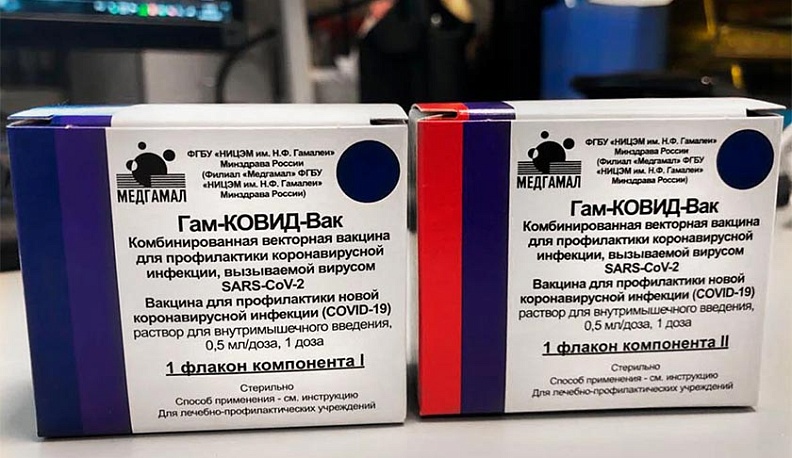 МЕДГАМАЛ
ФГБУ «НИЦЭМ им. Н.Ф. Гамалеи»
Минздрава России
(Филиал «Медгамал» ФГБУ
«НИЦЭМ им. Н.Ф. Гамалеи»
Минздрава России)
Гам-КОВИД-Вак
Комбинированная векторная вакцина
для профилактики коронавирусной
инфекции, вызываемой вирусом
SARS-CoV-2
Вакцина для профилактики новой
коронавирусной инфекции (COVID-19)
раствор для внутримышечного введения,
0,5 мл/доза, 1 доза
1 флакон компонента I
Стерильно
Способ применения - см. инструкцию
Для лечебно-профилактических учреждений
МЕДГАМАЛ
ФГБУ «НИЦЭМ им. Н.Ф. Гамалеи»
Минздрава России
(Филиал «Медгамал» ФГБУ
«НИЦЭМ им. Н.Ф. Гамалеи»
Минздрава России)
Гам-КОВИД-Вак
Комбинированная векторная вакцина
для профилактики коронавирусной
инфекции, вызываемой вирусом
SARS-CoV-2
Вакцина для профилактики новой
коронавирусной инфекции (COVID-19)
раствор для внутримышечного введения,
0,5 мл/доза, 1 доза
1 флакон компонента II
Стерильно
Способ применения - см. инструкцию
Для лечебно-профилактических учреждений